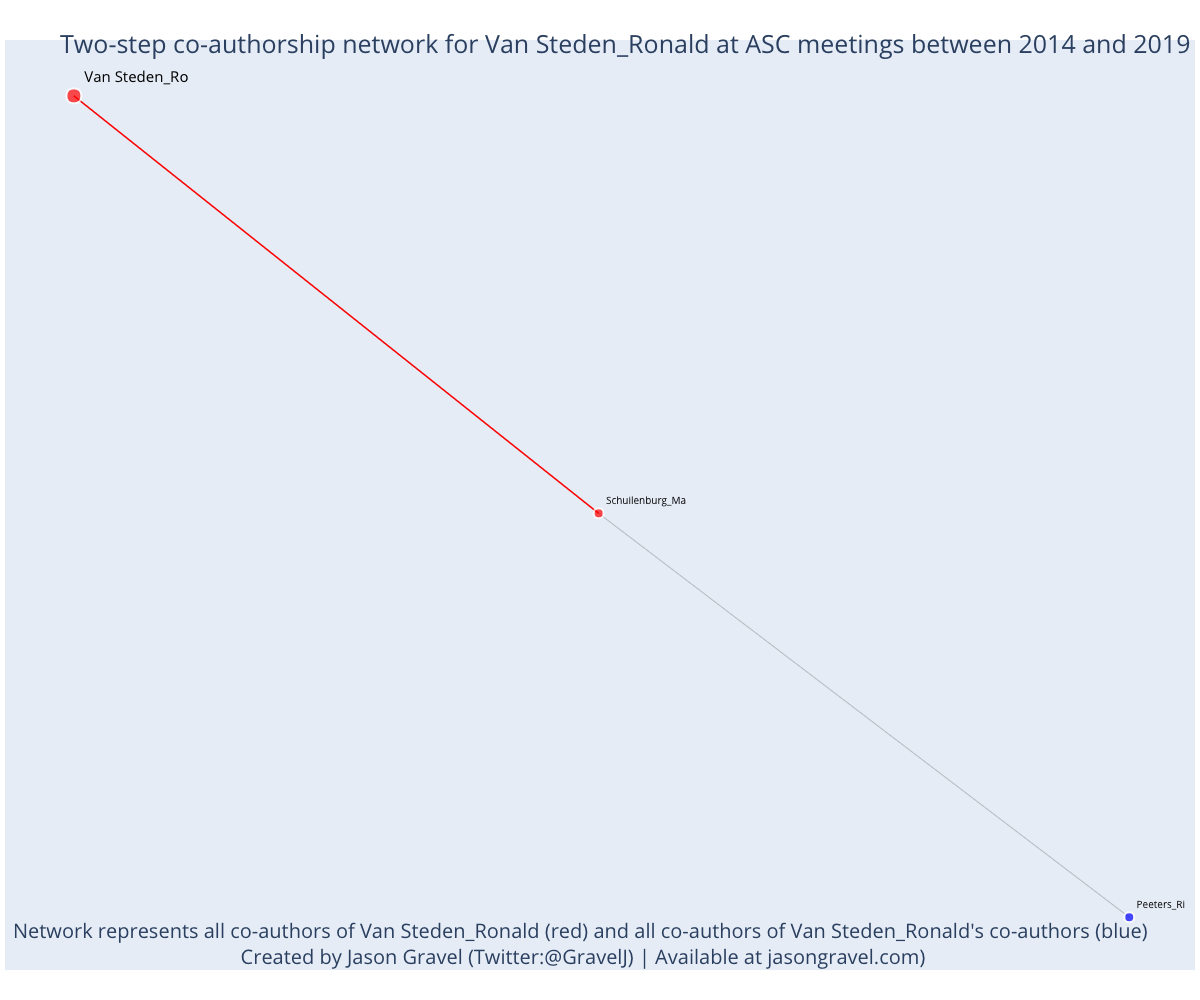 Two-step co-authorship network for Van Steden_Ronald at ASC meetings between 2014 and 2019
Van Steden_Ro
Schuilenburg_Ma
Peeters_Ri
Network represents all co-authors of Van Steden_Ronald (red) and all co-authors of Van Steden_Ronald's co-authors (blue)
Created by Jason Gravel (Twitter:@GravelJ) | Available at jasongravel.com)